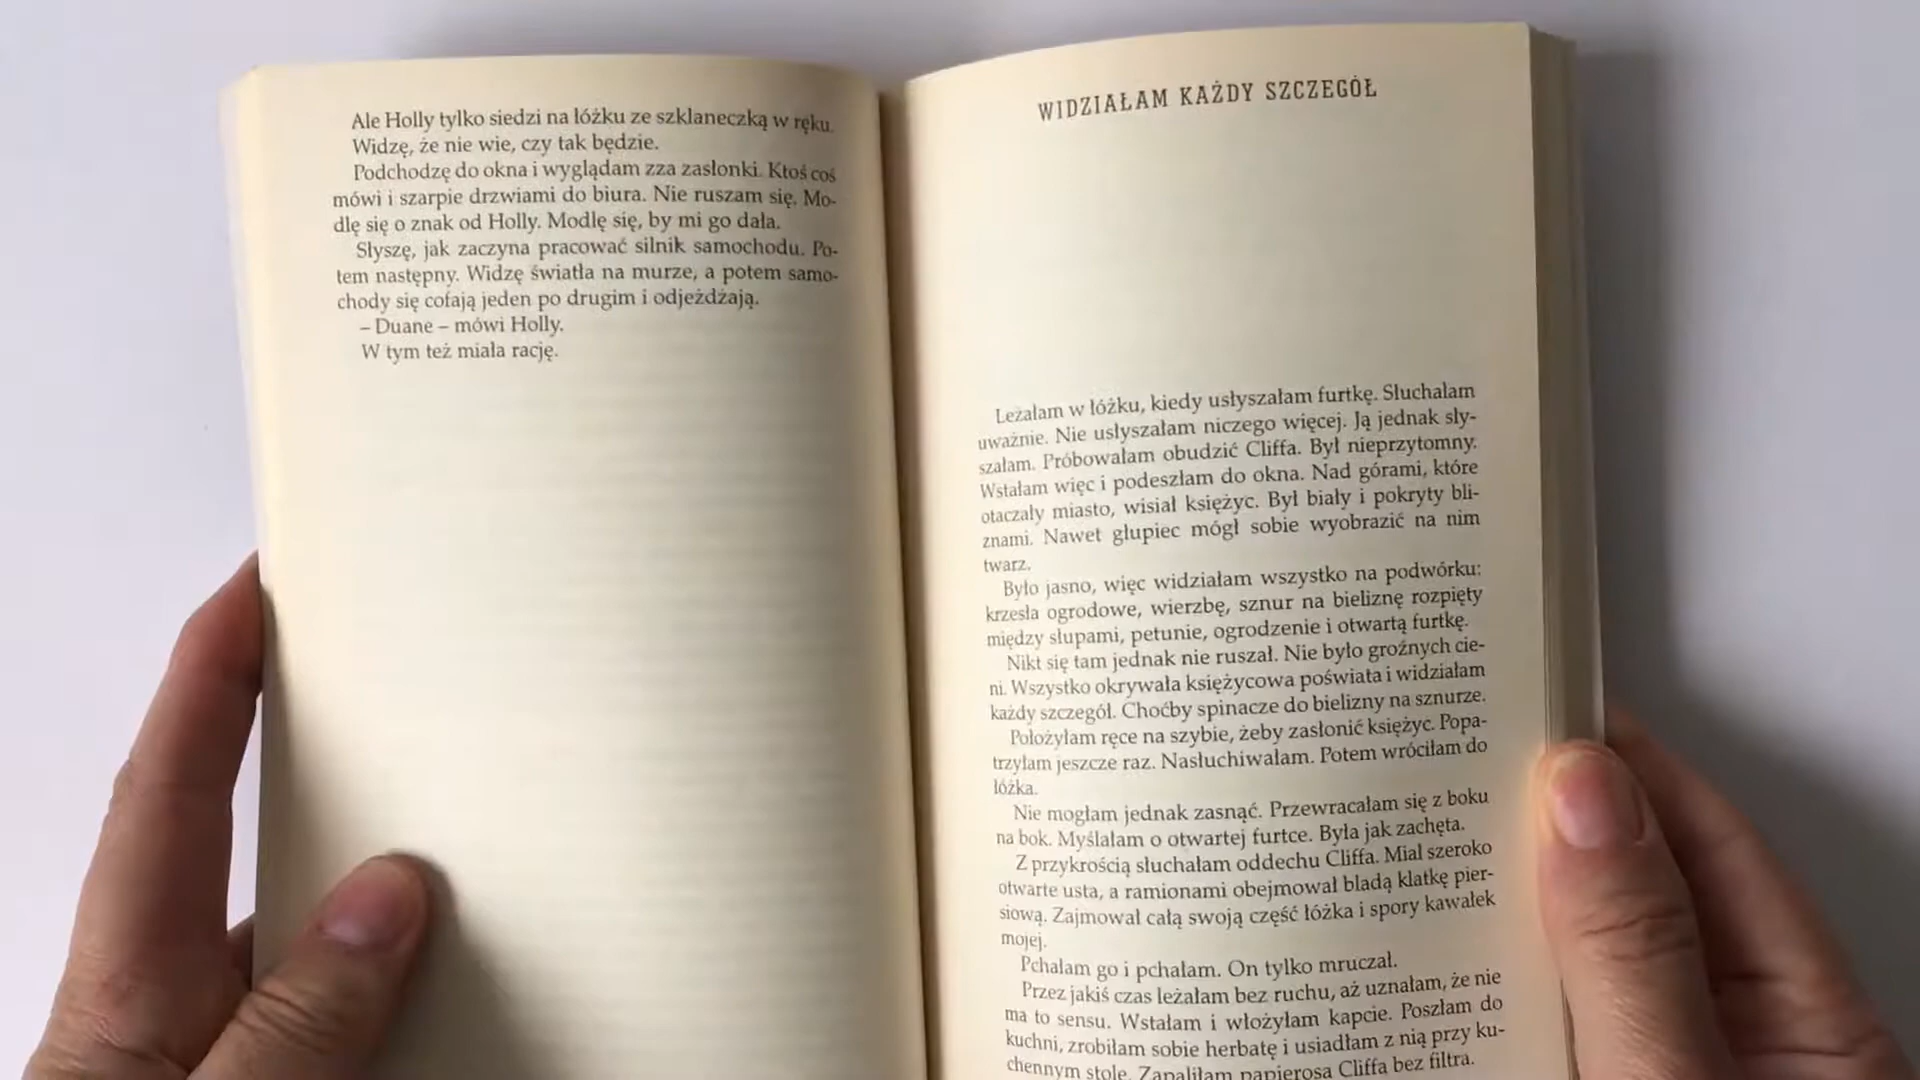 Ale Holly tylko siedzi na łóżku ze szklaneczką w ręku.
Widzę, że nie wie, czy tak będzie.
Podchodzę do okna i wyglądam zza zasłonki. Ktoś coś
mówi i szarpie drzwiami do biura. Nie ruszam się. Mo-
dlę się o znak od Holly. Modlę się, by mi go dała.
Słyszę, jak zaczyna pracować silnik samochodu. Po-
tem następny. Widzę światła na murze, a potem samo-
chody się cofają jeden po drugim i odjeżdżają.
– Duane – mówi Holly.
W tym też miała rację.
WIDZIAŁAM KAŻDY SZCZEGÓŁ
Leżałam w łóżku, kiedy usłyszałam furtkę. Słuchałam
uważnie. Nie usłyszałam niczego więcej. Ją jednak sły-
szałam. Próbowałam obudzić Cliffa. Był nieprzytomny.
Wstałam więc i podeszłam do okna. Nad górami, które
otaczały miasto, wisiał księżyc. Był biały i pokryty bli-
znami. Nawet głupiec mógł sobie wyobrazić na nim
twarz.
Było jasno, więc widziałam wszystko na podwórku:
krzesła ogrodowe, wierzbę, sznur na bieliznę rozpięty
między słupami, petunie, ogrodzenie i otwartą furtkę.
Nikt się tam jednak nie ruszał. Nie było groźnych cie-
ni. Wszystko okrywała księżycowa poświata i widziałam
każdy szczegół. Choćby spinacze do bielizny na sznurze.
Położyłam ręce na szybie, żeby zasłonić księżyc. Popa-
trzyłam jeszcze raz. Nasłuchiwałam. Potem wróciłam do
łóżka.
Nie mogłam jednak zasnąć. Przewracałam się z boku
na bok. Myślałam o otwartej furtce. Była jak zachęta.
Z przykrością słuchałam oddechu Cliffa. Miał szeroko
otwarte usta, a ramionami obejmował bladą klatkę pier-
siową. Zajmował całą swoją część łóżka i spory kawałek
mojej.
Pchałam go i pchałam. On tylko mruczał.
Przez jakiś czas leżałam bez ruchu, aż uznałam, że nie
ma to sensu. Wstałam i włożyłam kapcie. Poszłam do
kuchni, zrobiłam sobie herbatę i usiadłam z nią przy ku-
chennym stole. Zapaliłam papierosa Cliffa bez filtra.